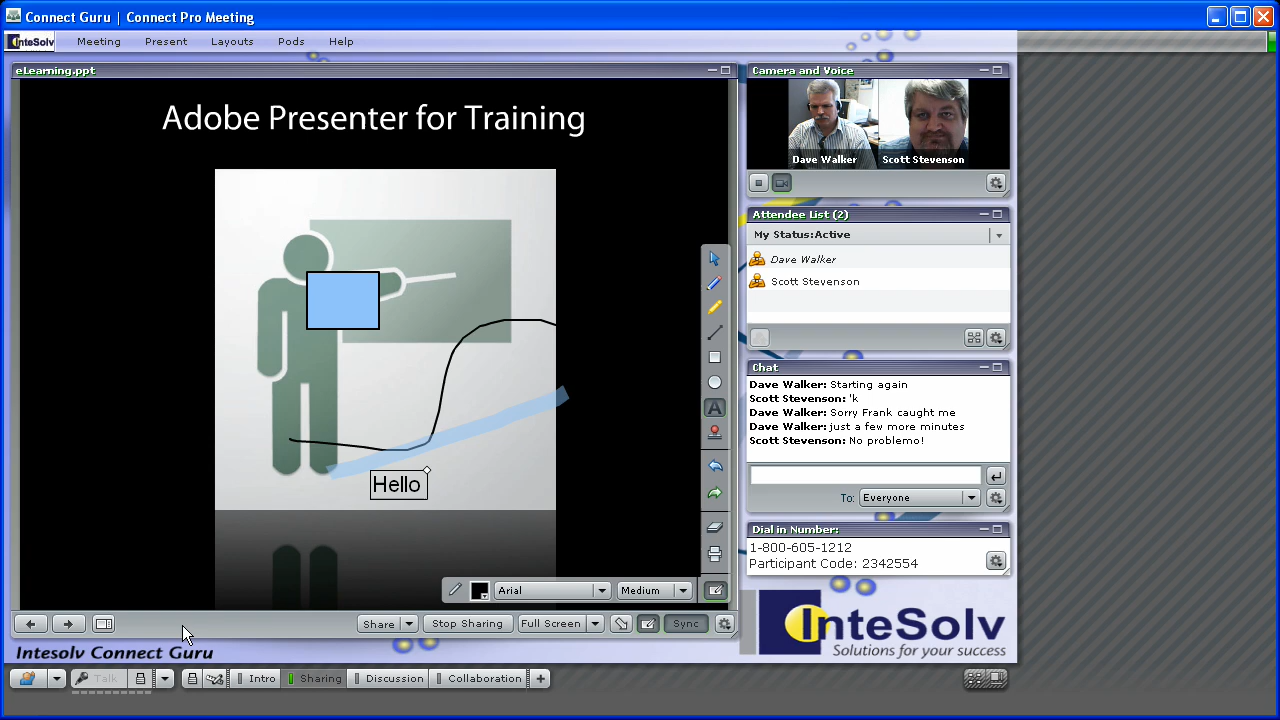 Connect Guru | Connect Pro Meeting
InteSolv
Meeting Present Layouts Pods Help
eLearning.ppt
Adobe Presenter for Training
Hello
Arial
Medium
Share
Stop Sharing
Full Screen
Sync
Intesolv Connect Guru
Camera and Voice
Dave Walker
Scott Stevenson
Attendee List (2)
My Status:Active
Dave Walker
Scott Stevenson
Chat
Dave Walker: Starting again
Scott Stevenson: 'k
Dave Walker: Sorry Frank caught me
Dave Walker: just a few more minutes
Scott Stevenson: No problemo!
To: Everyone
Dial in Number:
1-800-605-1212
Participant Code: 2342554
InteSolv
Solutions for your success
Talk
Intro
Sharing
Discussion
Collaboration